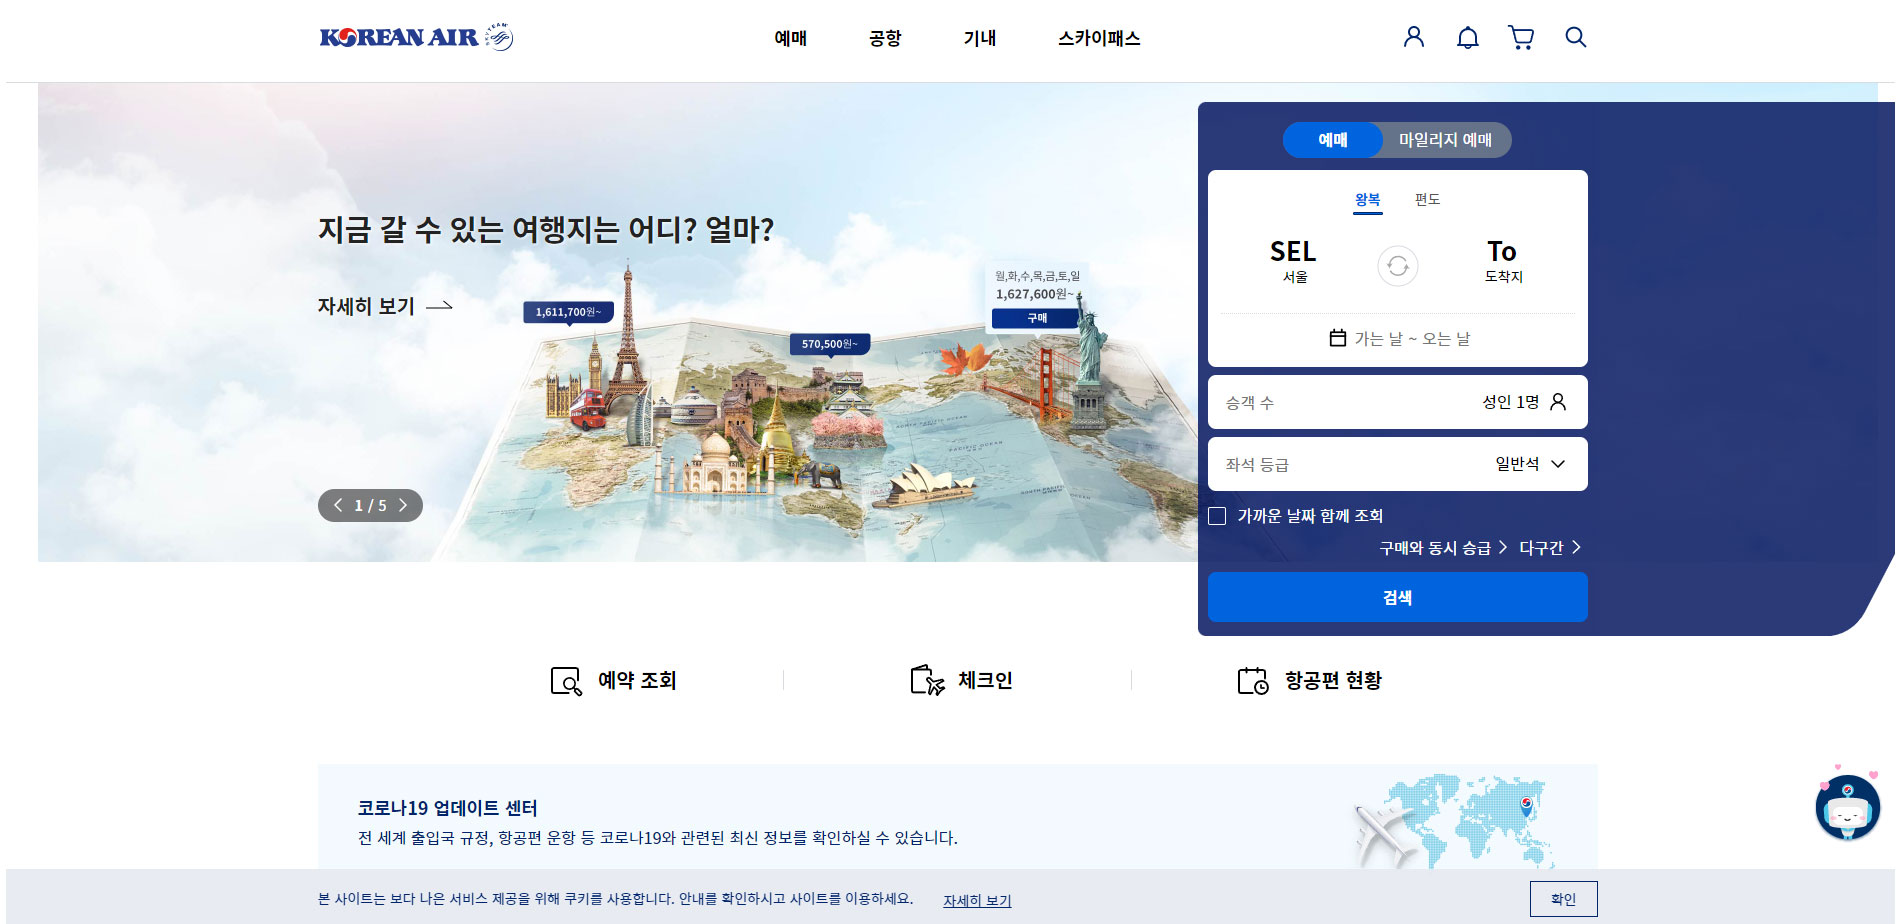 KOREAN AIR SKYTEAM
예매 공항 기내 스카이패스
지금 갈 수 있는 여행지는 어디? 얼마?
자세히 보기
1,611,700원~
570,500원~
월,화,수,목,금,토,일
1,627,600원~
구매
1 / 5
예매 마일리지 예매
왕복 편도
SEL To
서울 도착지
가는 날 ~ 오는 날
승객 수 성인 1명
좌석 등급 일반석
가까운 날짜 함께 조회
구매와 동시 승급 다구간
검색
예약 조회 체크인 항공편 현황
코로나19 업데이트 센터
전 세계 출입국 규정, 항공편 운항 등 코로나19와 관련된 최신 정보를 확인하실 수 있습니다.
본 사이트는 보다 나은 서비스 제공을 위해 쿠키를 사용합니다. 안내를 확인하시고 사이트를 이용하세요. 자세히 보기 확인